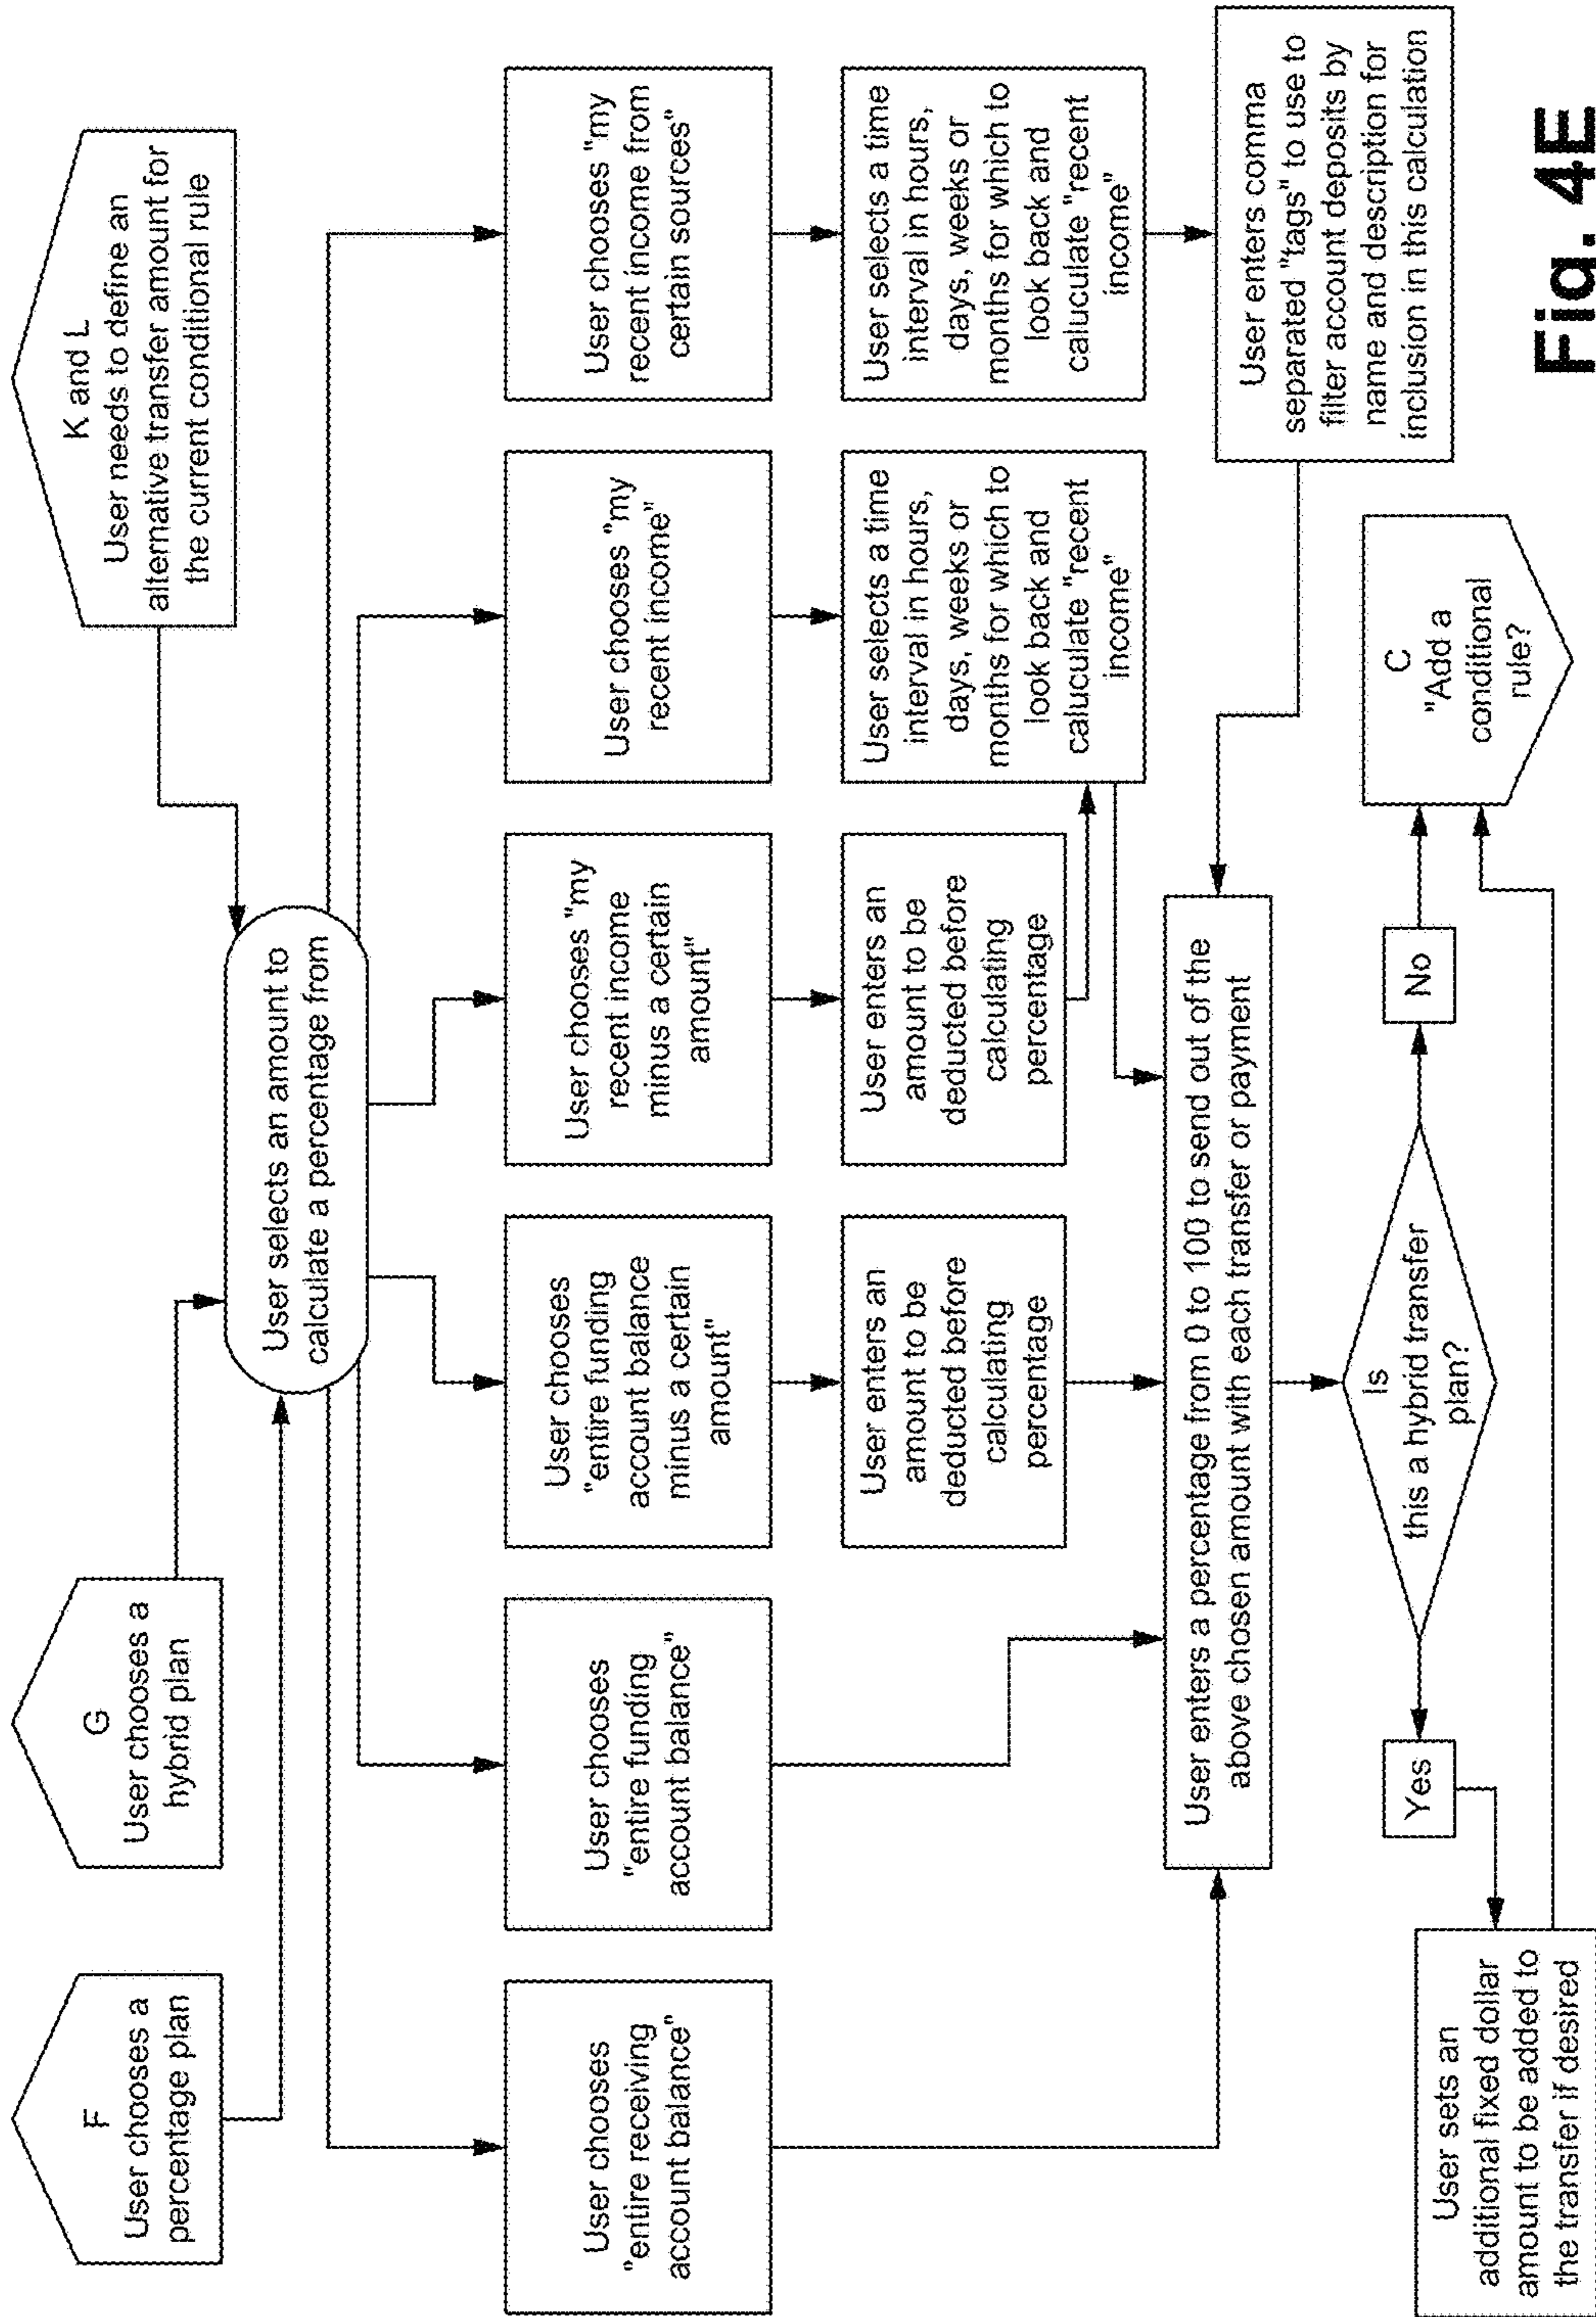 F
User chooses a
percentage plan
G
User chooses a
hybrid plan
K and L
User needs to define an
alternative transfer amount for
the current conditional rule
User selects an amount to
calculate a percentage from
User chooses
"entire receiving
account balance"
User chooses
"entire funding
account balance"
User chooses
"entire funding
account balance
minus a certain
amount"
User chooses "my
recent income
minus a certain
amount"
User chooses "my
recent income"
User chooses "my
recent income from
certain sources"
User enters an
amount to be
deducted before
calculating
percentage
User enters an
amount to be
deducted before
calculating
percentage
User selects a time
interval in hours,
days, weeks or
months for which to
look back and
caluculate "recent
income"
User selects a time
interval in hours,
days, weeks or
months for which to
look back and
caluculate "recent
income"
User enters a percentage from 0 to 100 to send out of the
above chosen amount with each transfer or payment
User enters comma
separated "tags" to use to
filter account deposits by
name and description for
inclusion in this calculation
Is
this a hybrid transfer
plan?
Yes
No
C
"Add a
conditional
rule?
User sets an
additional fixed dollar
amount to be added to
the transfer if desired
Fig. 4E